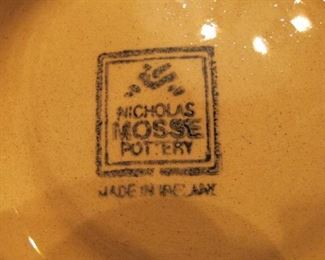 NICHOLAS
MOSSE
POTTERY
MADE IN IRELAND